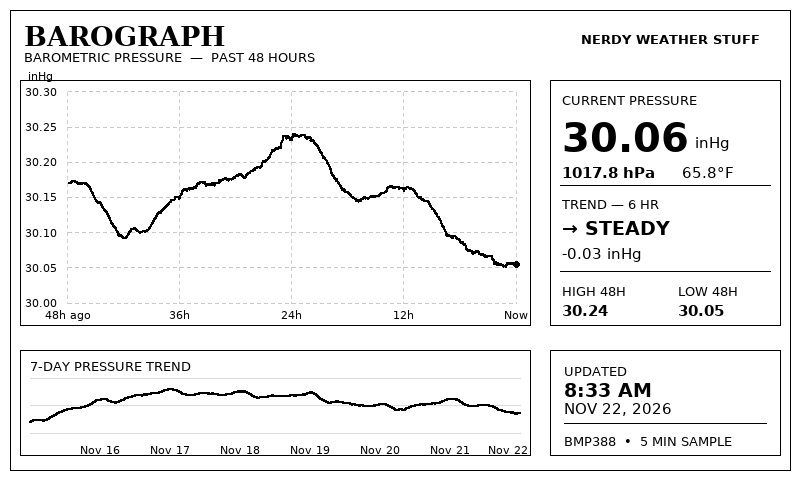 BAROGRAPH
BAROMETRIC PRESSURE — PAST 48 HOURS
NERDY WEATHER STUFF
inHg
30.30
30.25
30.20
30.15
30.10
30.05
30.00
48h ago 36h 24h 12h Now
CURRENT PRESSURE
30.06 inHg
1017.8 hPa 65.8°F
TREND — 6 HR
→ STEADY
-0.03 inHg
HIGH 48H LOW 48H
30.24 30.05
7-DAY PRESSURE TREND
Nov 16 Nov 17 Nov 18 Nov 19 Nov 20 Nov 21 Nov 22
UPDATED
8:33 AM
NOV 22, 2026
BMP388 • 5 MIN SAMPLE